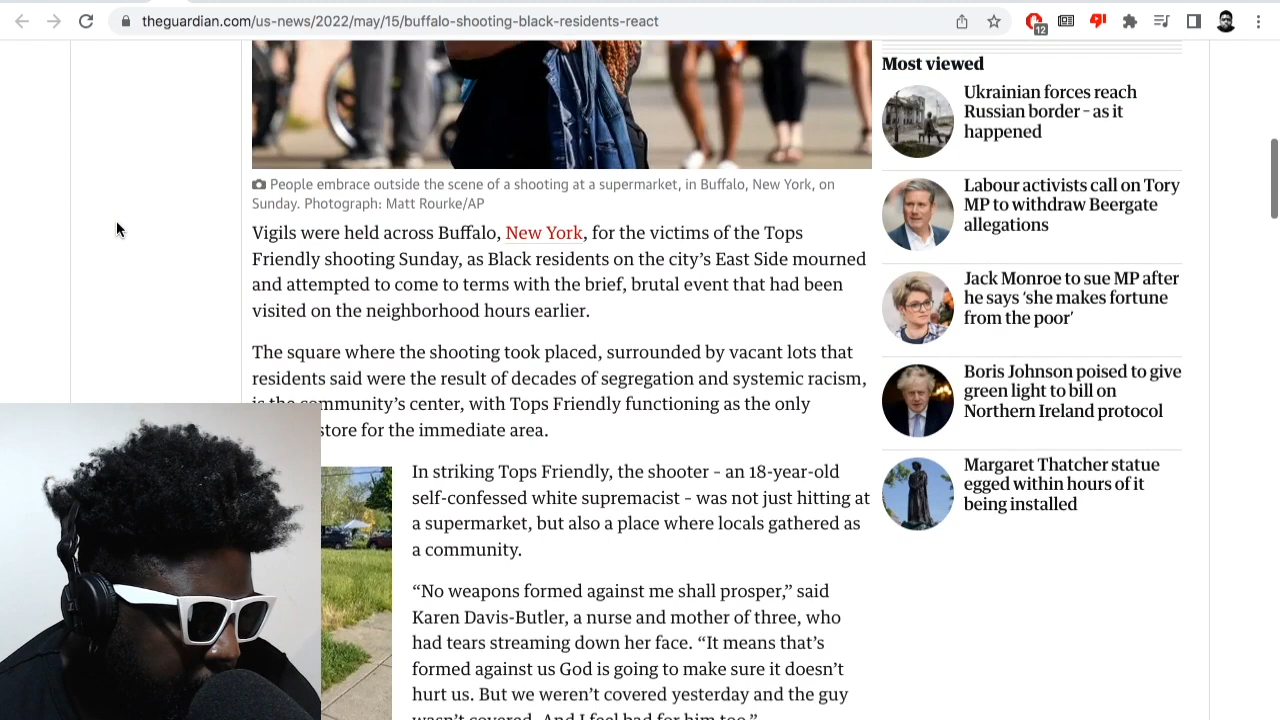 theguardian.com/us-news/2022/may/15/buffalo-shooting-black-residents-react
12
People embrace outside the scene of a shooting at a supermarket, in Buffalo, New York, on
Sunday. Photograph: Matt Rourke/AP
Vigils were held across Buffalo, New York, for the victims of the Tops
Friendly shooting Sunday, as Black residents on the city's East Side mourned
and attempted to come to terms with the brief, brutal event that had been
visited on the neighborhood hours earlier.
The square where the shooting took placed, surrounded by vacant lots that
residents said were the result of decades of segregation and systemic racism,
is the community's center, with Tops Friendly functioning as the only
store for the immediate area.
In striking Tops Friendly, the shooter – an 18-year-old
self-confessed white supremacist – was not just hitting at
a supermarket, but also a place where locals gathered as
a community.
“No weapons formed against me shall prosper,” said
Karen Davis-Butler, a nurse and mother of three, who
had tears streaming down her face. “It means that’s
formed against us God is going to make sure it doesn’t
hurt us. But we weren’t covered yesterday and the guy
wasn’t covered. And I feel bad for him too.”
Most viewed
Ukrainian forces reach
Russian border – as it
happened
Labour activists call on Tory
MP to withdraw Beergate
allegations
Jack Monroe to sue MP after
he says ‘she makes fortune
from the poor’
Boris Johnson poised to give
green light to bill on
Northern Ireland protocol
Margaret Thatcher statue
egged within hours of it
being installed